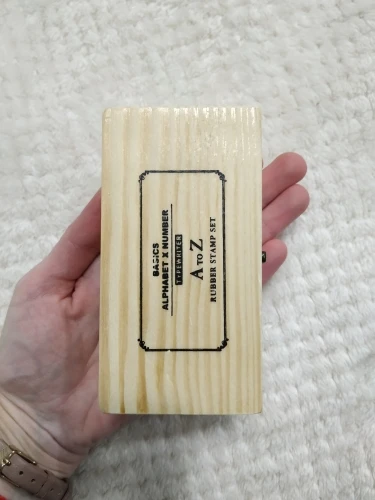 BASICS
ALPHABET X NUMBER
TYPEWRITER
A TO Z
RUBBER STAMP SET